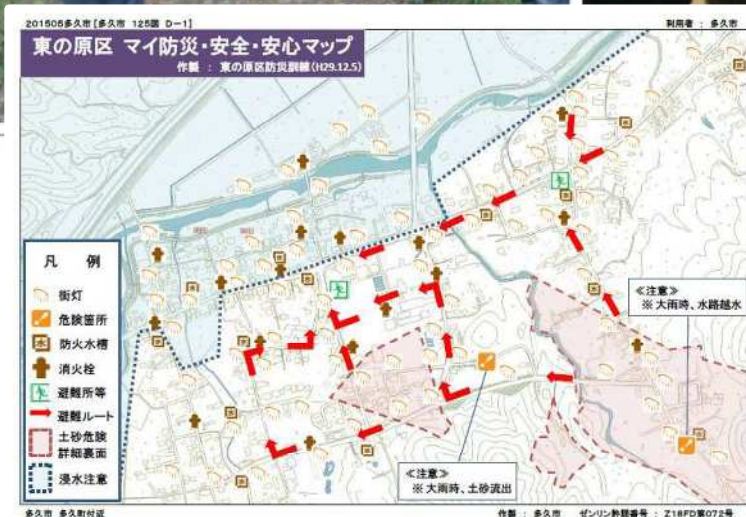 201505多久市[多久市 125図 D-1]
利用者 : 多久市
東の原区 マイ防災・安全・安心マップ
作製 : 東の原区防災訓練(H29.12.5)
凡 例
街灯
危険箇所
防火水槽
消火栓
避難所等
避難ルート
土砂危険
詳細裏面
浸水注意
≪注意≫
※ 大雨時、水路越水
≪注意≫
※ 大雨時、土砂流出
多久市 多久町付近
作製 : 多久市 ゼンリン許諾番号 : Z18FD第072号